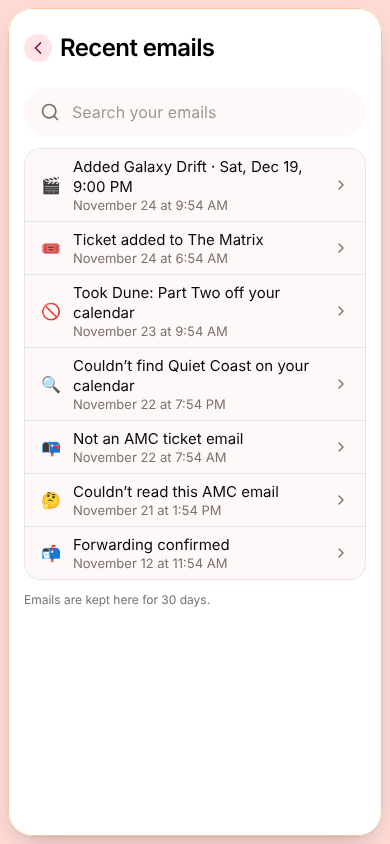 Recent emails
Search your emails
Added Galaxy Drift · Sat, Dec 19,
9:00 PM
November 24 at 9:54 AM
Ticket added to The Matrix
November 24 at 6:54 AM
Took Dune: Part Two off your
calendar
November 23 at 9:54 AM
Couldn’t find Quiet Coast on your
calendar
November 22 at 7:54 PM
Not an AMC ticket email
November 22 at 7:54 AM
Couldn’t read this AMC email
November 21 at 1:54 PM
Forwarding confirmed
November 12 at 11:54 AM
Emails are kept here for 30 days.